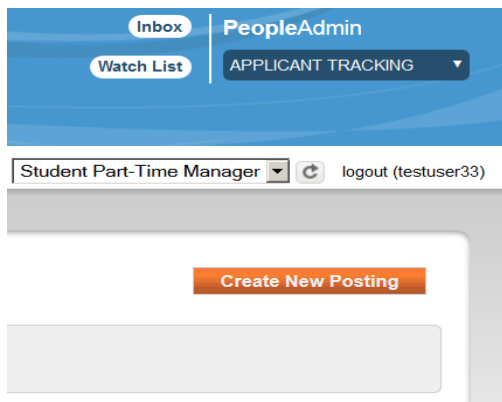 Inbox PeopleAdmin
Watch List APPLICANT TRACKING
Student Part-Time Manager logout (testuser33)
Create New Posting